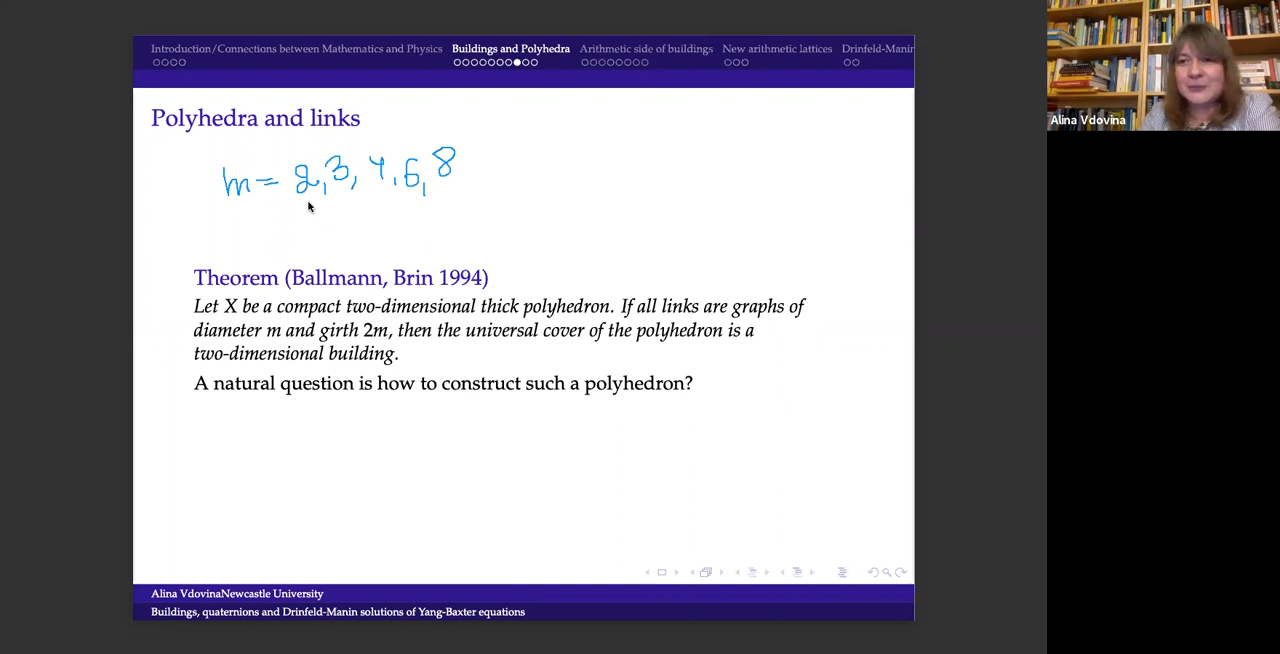 Introduction/Connections between Mathematics and Physics Buildings and Polyhedra Arithmetic side of buildings New arithmetic lattices Drinfeld-Manin
Polyhedra and links
m = 2, 3, 4, 6, 8
Theorem (Ballmann, Brin 1994)
Let X be a compact two-dimensional thick polyhedron. If all links are graphs of
diameter m and girth 2m, then the universal cover of the polyhedron is a
two-dimensional building.
A natural question is how to construct such a polyhedron?
Alina VdovinaNewcastle University
Buildings, quaternions and Drinfeld-Manin solutions of Yang-Baxter equations
Alina Vdovina